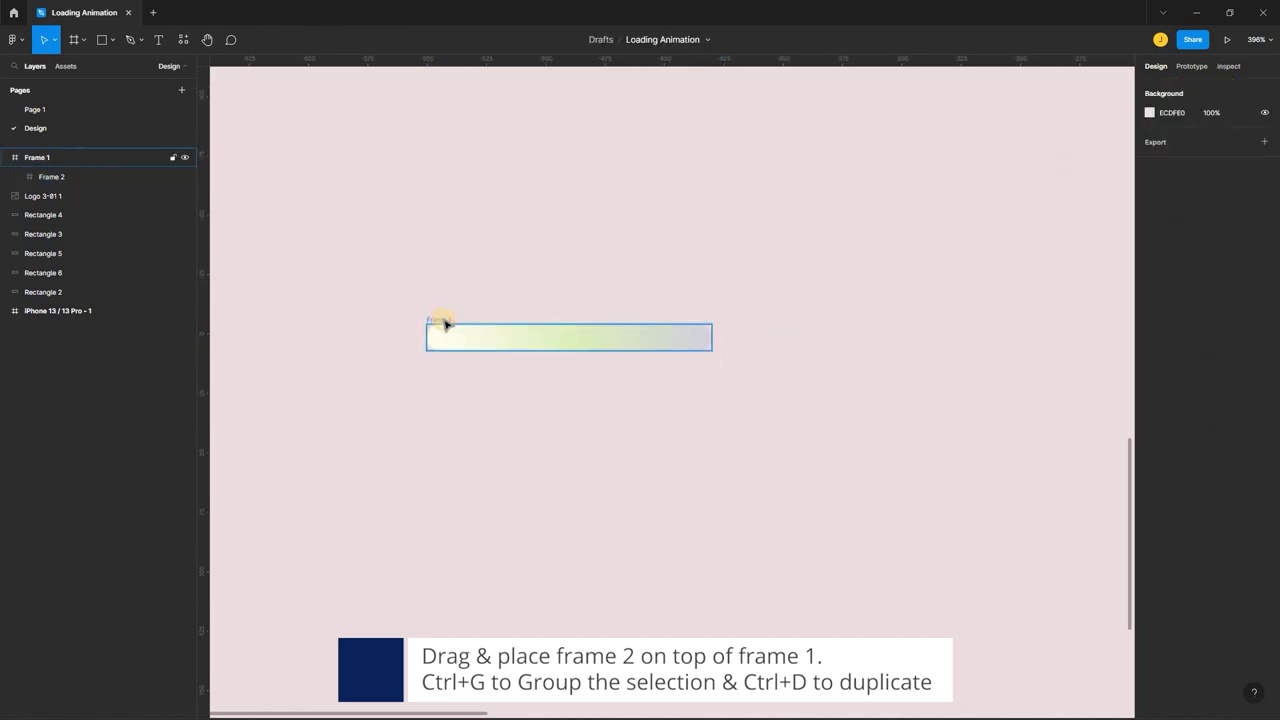 Loading Animation
Drafts / Loading Animation
J
Share
396%
Layers
Assets
Design
Pages
Page 1
Design
Frame 1
Frame 2
Logo 3-01 1
Rectangle 4
Rectangle 3
Rectangle 5
Rectangle 6
Rectangle 2
iPhone 13 / 13 Pro - 1
Design
Prototype
Inspect
Background
ECDFE0
100%
Export
Drag & place frame 2 on top of frame 1.
Ctrl+G to Group the selection & Ctrl+D to duplicate
?